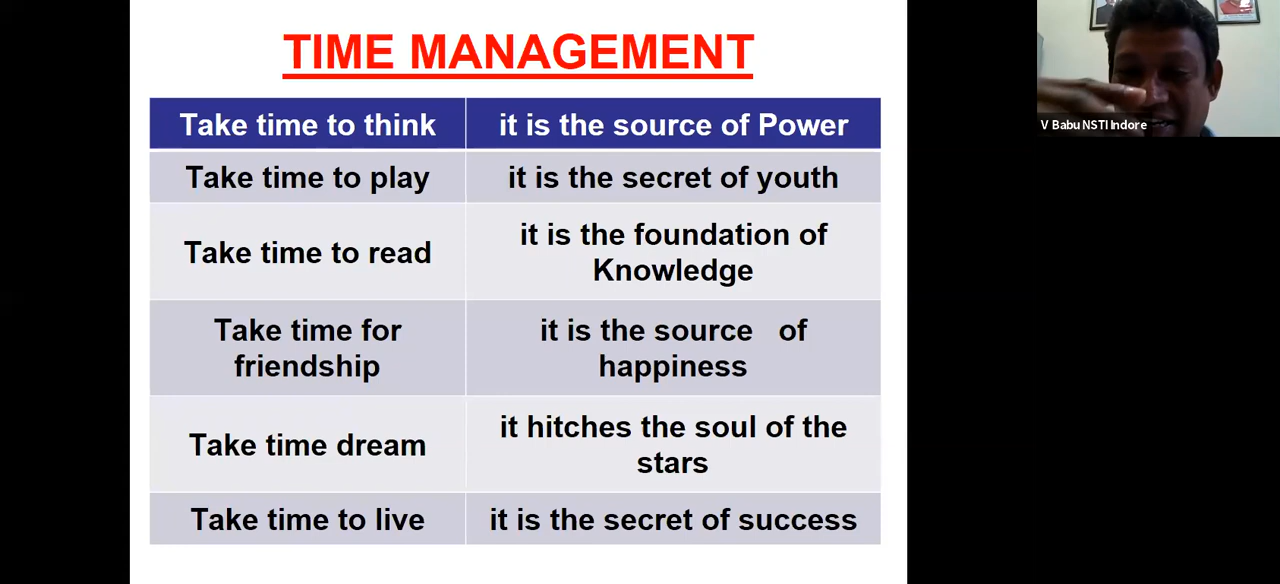 TIME MANAGEMENT
Take time to think
it is the source of Power
Take time to play
it is the secret of youth
Take time to read
it is the foundation of
Knowledge
Take time for
friendship
it is the source of
happiness
Take time dream
it hitches the soul of the
stars
Take time to live
it is the secret of success
V Babu NSTI Indore